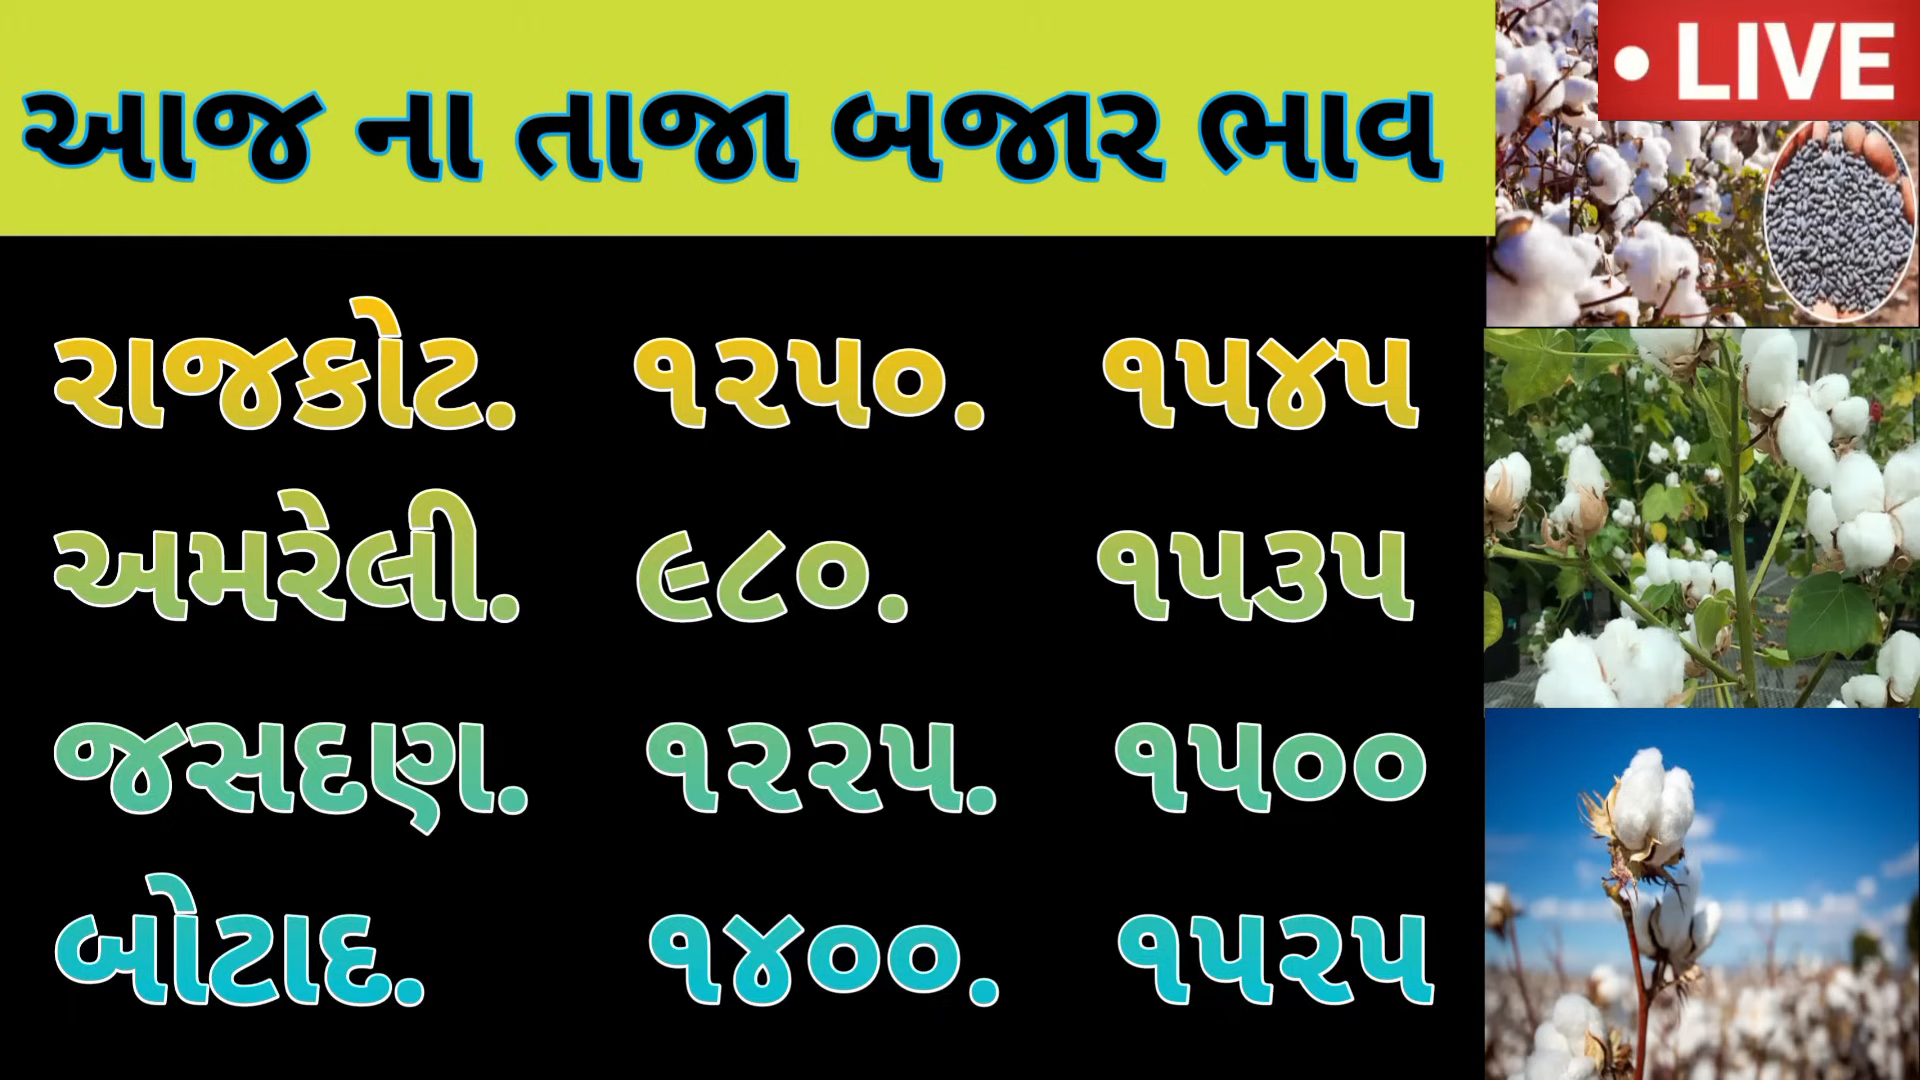 આજ ના તાજા બજાર ભાવ
• LIVE
રાજકોટ. ૧૨૫૦. ૧૫૪૫
અમરેલી. ૯૮૦. ૧૫૩૫
જસદણ. ૧૨૨૫. ૧૫૦૦
બોટાદ. ૧૪૦૦. ૧૫૨૫